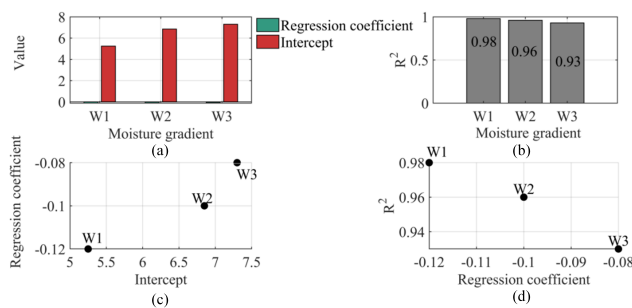 8
6
4
2
0
Value
W1 W2 W3
Moisture gradient
(a)
Regression coefficient
Intercept
1
0.5
0
R2
0.98
0.96
0.93
W1 W2 W3
Moisture gradient
(b)
-0.08
-0.1
-0.12
Regression coefficient
W1
W2
W3
5 5.5 6 6.5 7 7.5
Intercept
(c)
0.98
0.96
0.94
R2
W1
W2
W3
-0.12 -0.11 -0.1 -0.09 -0.08
Regression coefficient
(d)